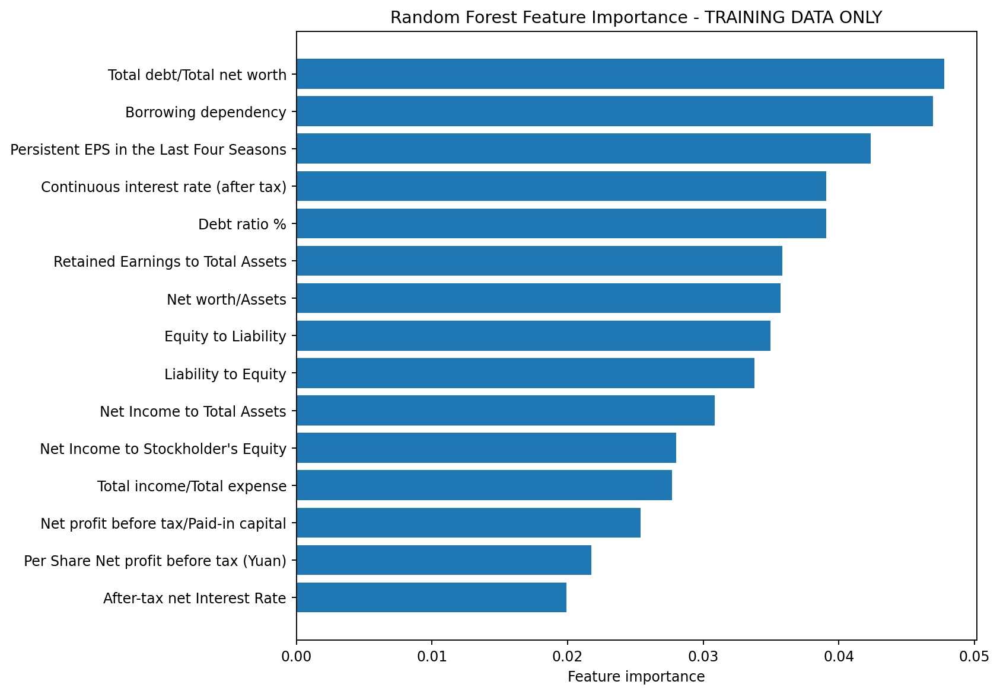 Random Forest Feature Importance - TRAINING DATA ONLY
Total debt/Total net worth
Borrowing dependency
Persistent EPS in the Last Four Seasons
Continuous interest rate (after tax)
Debt ratio %
Retained Earnings to Total Assets
Net worth/Assets
Equity to Liability
Liability to Equity
Net Income to Total Assets
Net Income to Stockholder's Equity
Total income/Total expense
Net profit before tax/Paid-in capital
Per Share Net profit before tax (Yuan)
After-tax net Interest Rate
0.00 0.01 0.02 0.03 0.04 0.05
Feature importance